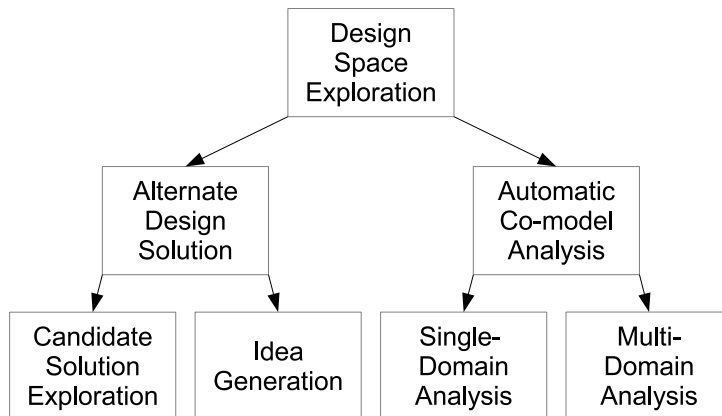 Design
Space
Exploration
Alternate
Design
Solution
Automatic
Co-model
Analysis
Candidate
Solution
Exploration
Idea
Generation
Single-
Domain
Analysis
Multi-
Domain
Analysis